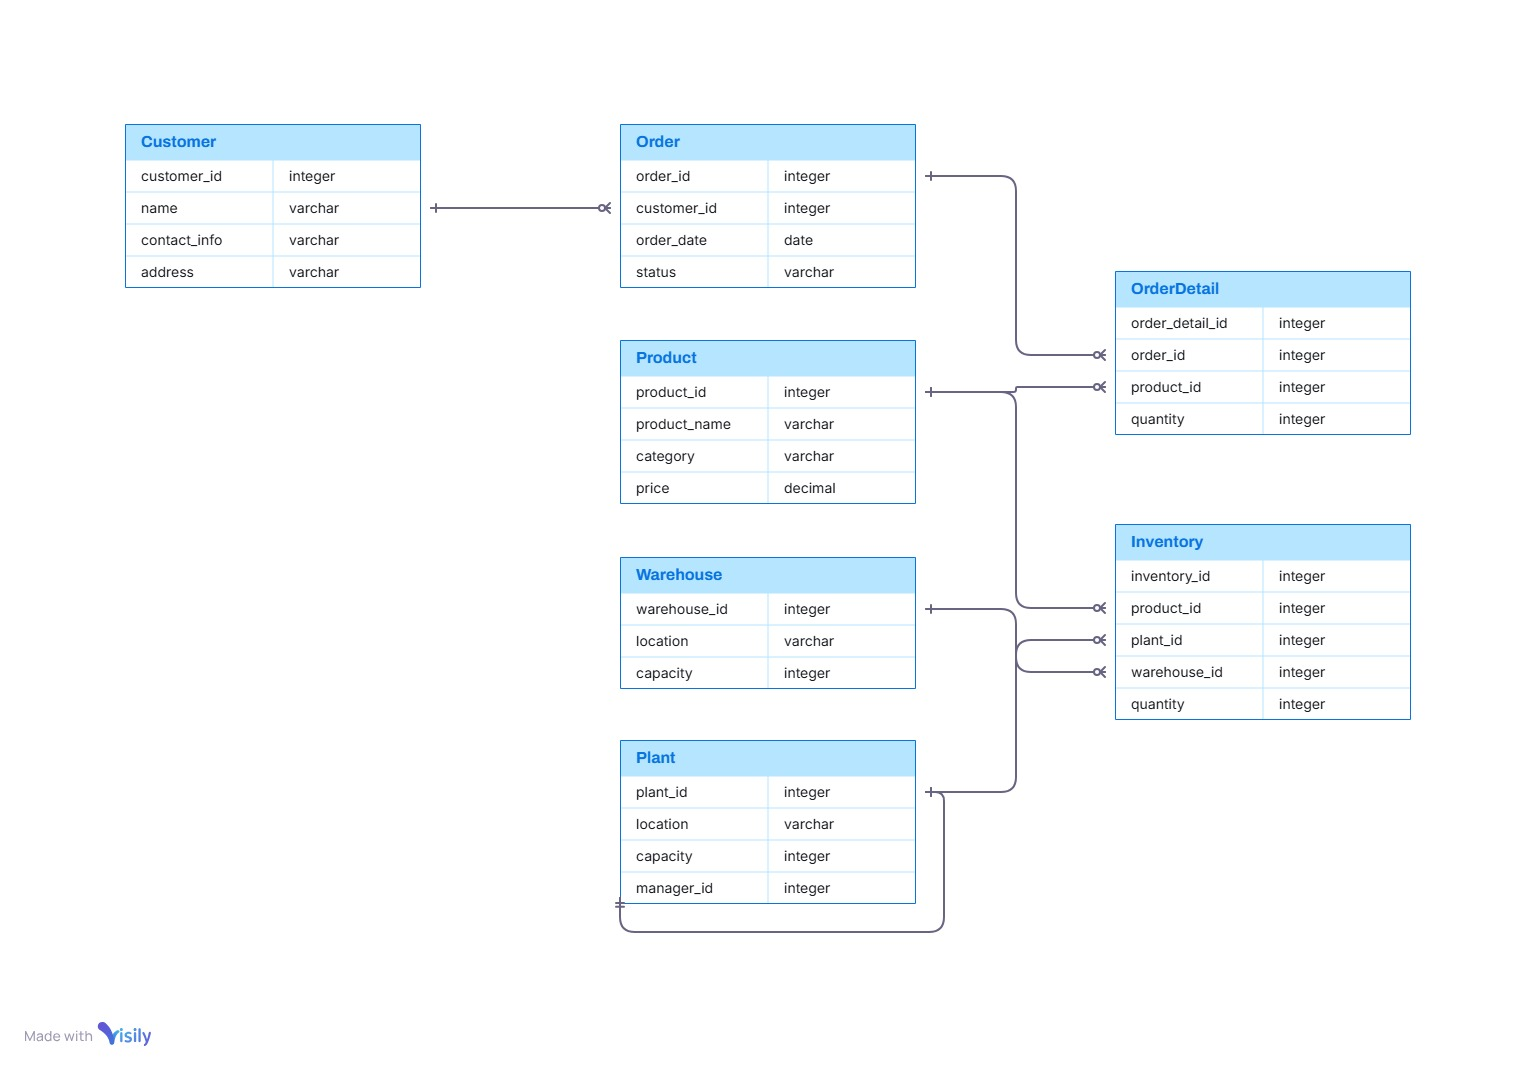 Customer
customer_id integer
name varchar
contact_info varchar
address varchar
Order
order_id integer
customer_id integer
order_date date
status varchar
OrderDetail
order_detail_id integer
order_id integer
product_id integer
quantity integer
Product
product_id integer
product_name varchar
category varchar
price decimal
Inventory
inventory_id integer
product_id integer
plant_id integer
warehouse_id integer
quantity integer
Warehouse
warehouse_id integer
location varchar
capacity integer
Plant
plant_id integer
location varchar
capacity integer
manager_id integer
Made with Visily